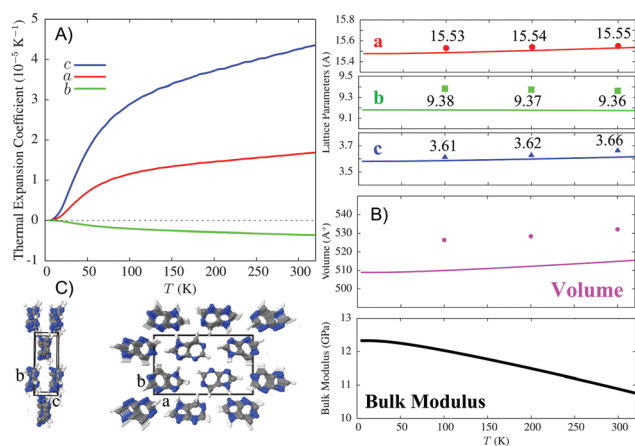 A)
c
a
b
Thermal Expansion Coefficient (10⁻⁵ K⁻¹)
5
4
3
2
1
0
-1
0 50 100 150 200 250 300
T (K)
C)
b
c
b
a
Lattice Parameters (A)
15.8
15.6
15.4
a
15.53 15.54 15.55
9.5
9.3
9.1
b
9.38 9.37 9.36
3.7
3.5
c
3.61 3.62 3.66
B)
Volume (A°)
540
530
520
510
500
Volume
Bulk Modulus (GPa)
13
12
11
10
Bulk Modulus
0 50 100 150 200 250 300
T (K)